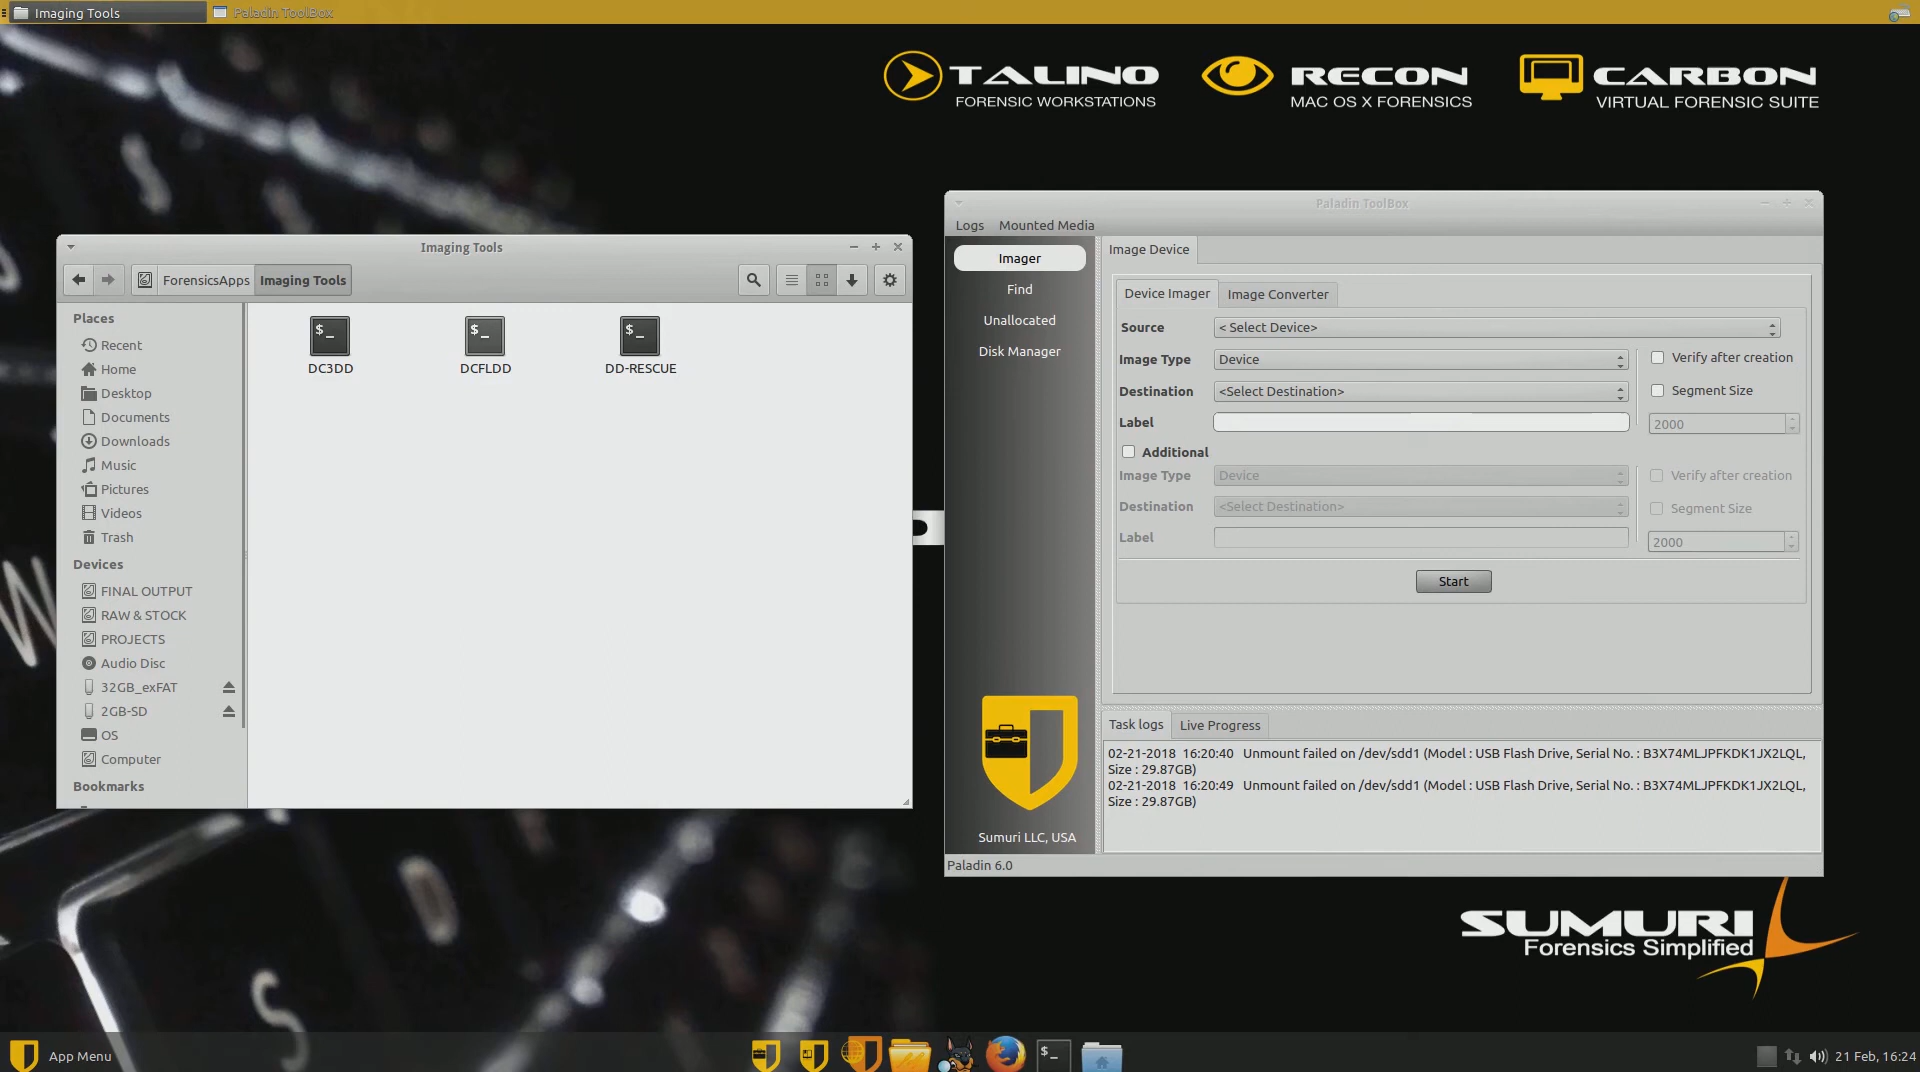 Imaging Tools
Paladin ToolBox
TALINO
FORENSIC WORKSTATIONS
RECON
MAC OS X FORENSICS
CARBON
VIRTUAL FORENSIC SUITE
Imaging Tools
ForensicsApps
Imaging Tools
Places
Recent
Home
Desktop
Documents
Downloads
Music
Pictures
Videos
Trash
Devices
FINAL OUTPUT
RAW & STOCK
PROJECTS
Audio Disc
32GB_exFAT
2GB-SD
OS
Computer
Bookmarks
$_
$_
$_
DC3DD
DCFLDD
DD-RESCUE
Paladin ToolBox
Logs Mounted Media
Imager
Find
Unallocated
Disk Manager
Sumuri LLC, USA
Image Device
Device Imager
Image Converter
Source
< Select Device>
Image Type
Device
Verify after creation
Destination
<Select Destination>
Segment Size
Label
2000
Additional
Image Type
Device
Verify after creation
Destination
<Select Destination>
Segment Size
Label
2000
Start
Task logs
Live Progress
02-21-2018 16:20:40 Unmount failed on /dev/sdd1 (Model : USB Flash Drive, Serial No. : B3X74MLJPFKDK1JX2LQL,
Size : 29.87GB)
02-21-2018 16:20:49 Unmount failed on /dev/sdd1 (Model : USB Flash Drive, Serial No. : B3X74MLJPFKDK1JX2LQL,
Size : 29.87GB)
Paladin 6.0
SUMURI
Forensics Simplified
App Menu
$_
21 Feb, 16:24